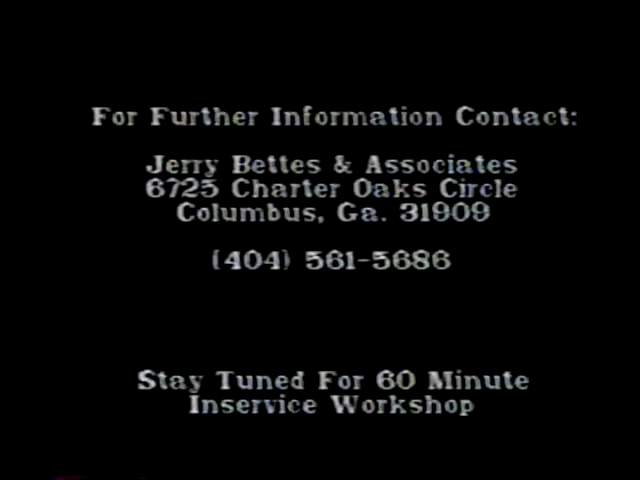 For Further Information Contact:
Jerry Bettes & Associates
6725 Charter Oaks Circle
Columbus, Ga. 31909
(404) 561-5686
Stay Tuned For 60 Minute
Inservice Workshop